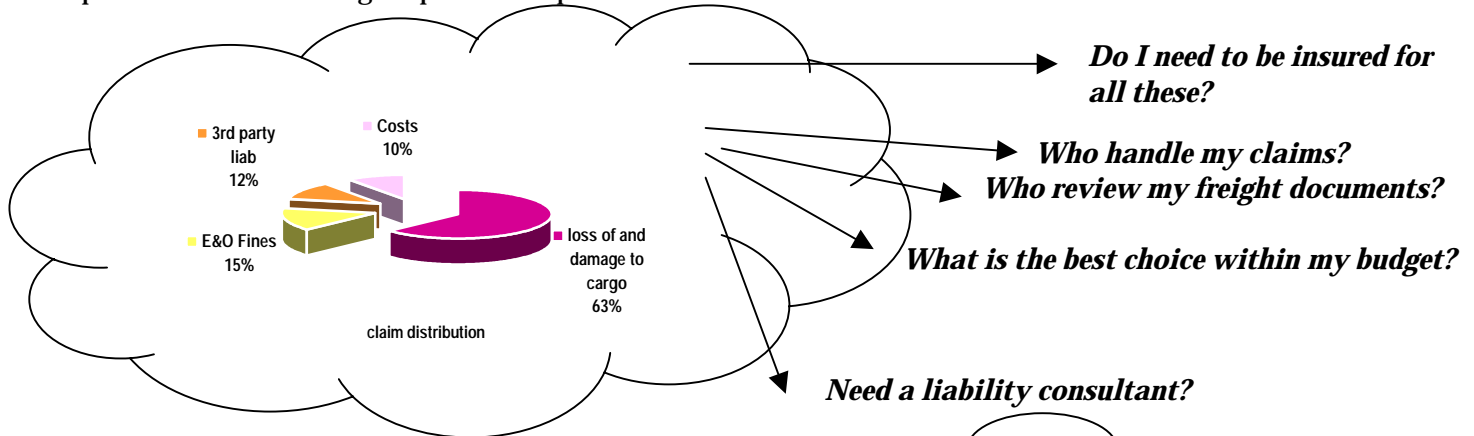 Do I need to be insured for
all these?
3rd party
liab
12%
Costs
10%
Who handle my claims?
Who review my freight documents?
E&O Fines
15%
loss of and
damage to
cargo
63%
What is the best choice within my budget?
claim distribution
Need a liability consultant?